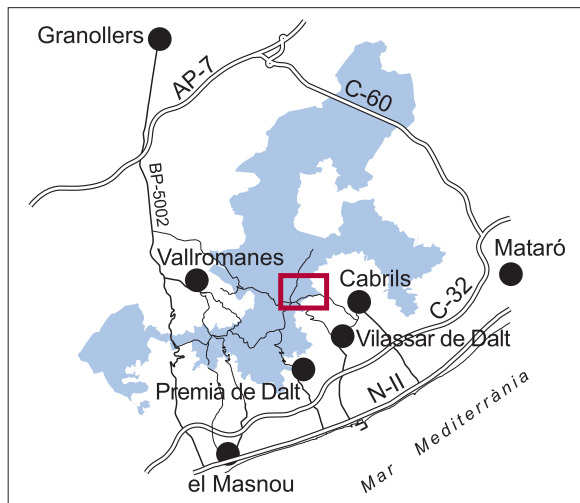 Granollers
AP-7
C-60
BP-5002
Vallromanes
Mataró
Cabrils
C-32
Vilassar de Dalt
Premià de Dalt
N-II
Mar Mediterrània
el Masnou